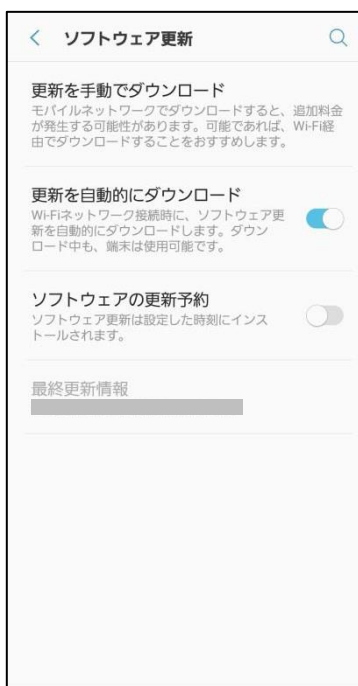 ソフトウェア更新
更新を手動でダウンロード
モバイルネットワークでダウンロードすると、追加料金
が発生する可能性があります。可能であれば、Wi-Fi経
由でダウンロードすることをおすすめします。
更新を自動的にダウンロード
Wi-Fiネットワーク接続時に、ソフトウェア更
新を自動的にダウンロードします。ダウン
ロード中も、端末は使用可能です。
ソフトウェアの更新予約
ソフトウェア更新は設定した時刻にインス
トールされます。
最終更新情報